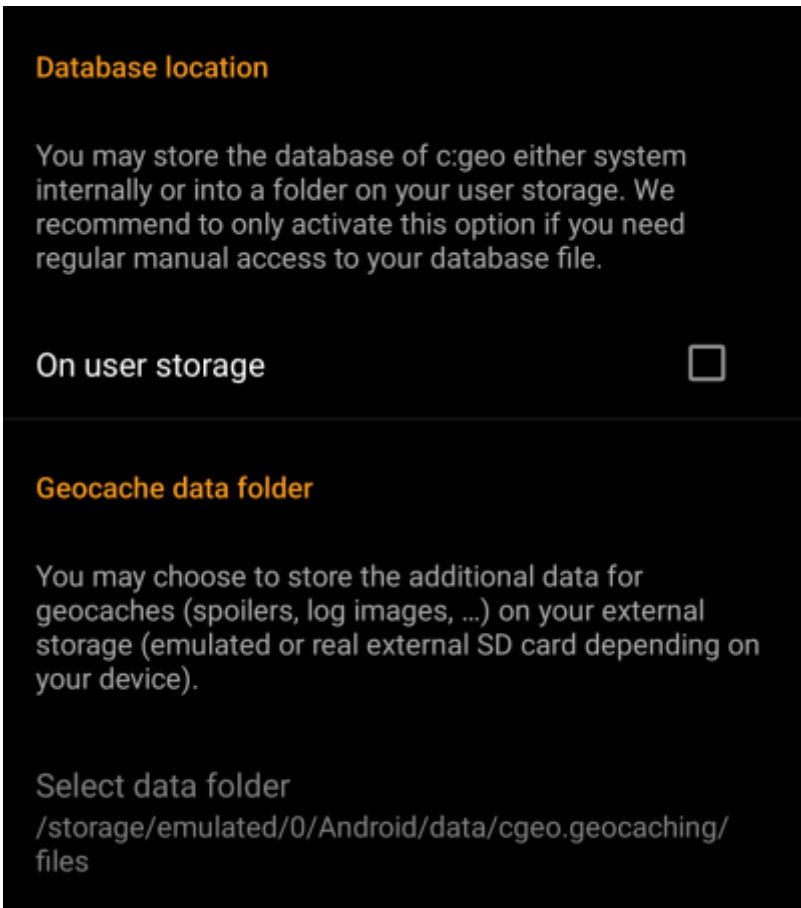 Database location
You may store the database of c:geo either system
internally or into a folder on your user storage. We
recommend to only activate this option if you need
regular manual access to your database file.
On user storage
Geocache data folder
You may choose to store the additional data for
geocaches (spoilers, log images, …) on your external
storage (emulated or real external SD card depending on
your device).
Select data folder
/storage/emulated/0/Android/data/cgeo.geocaching/
files